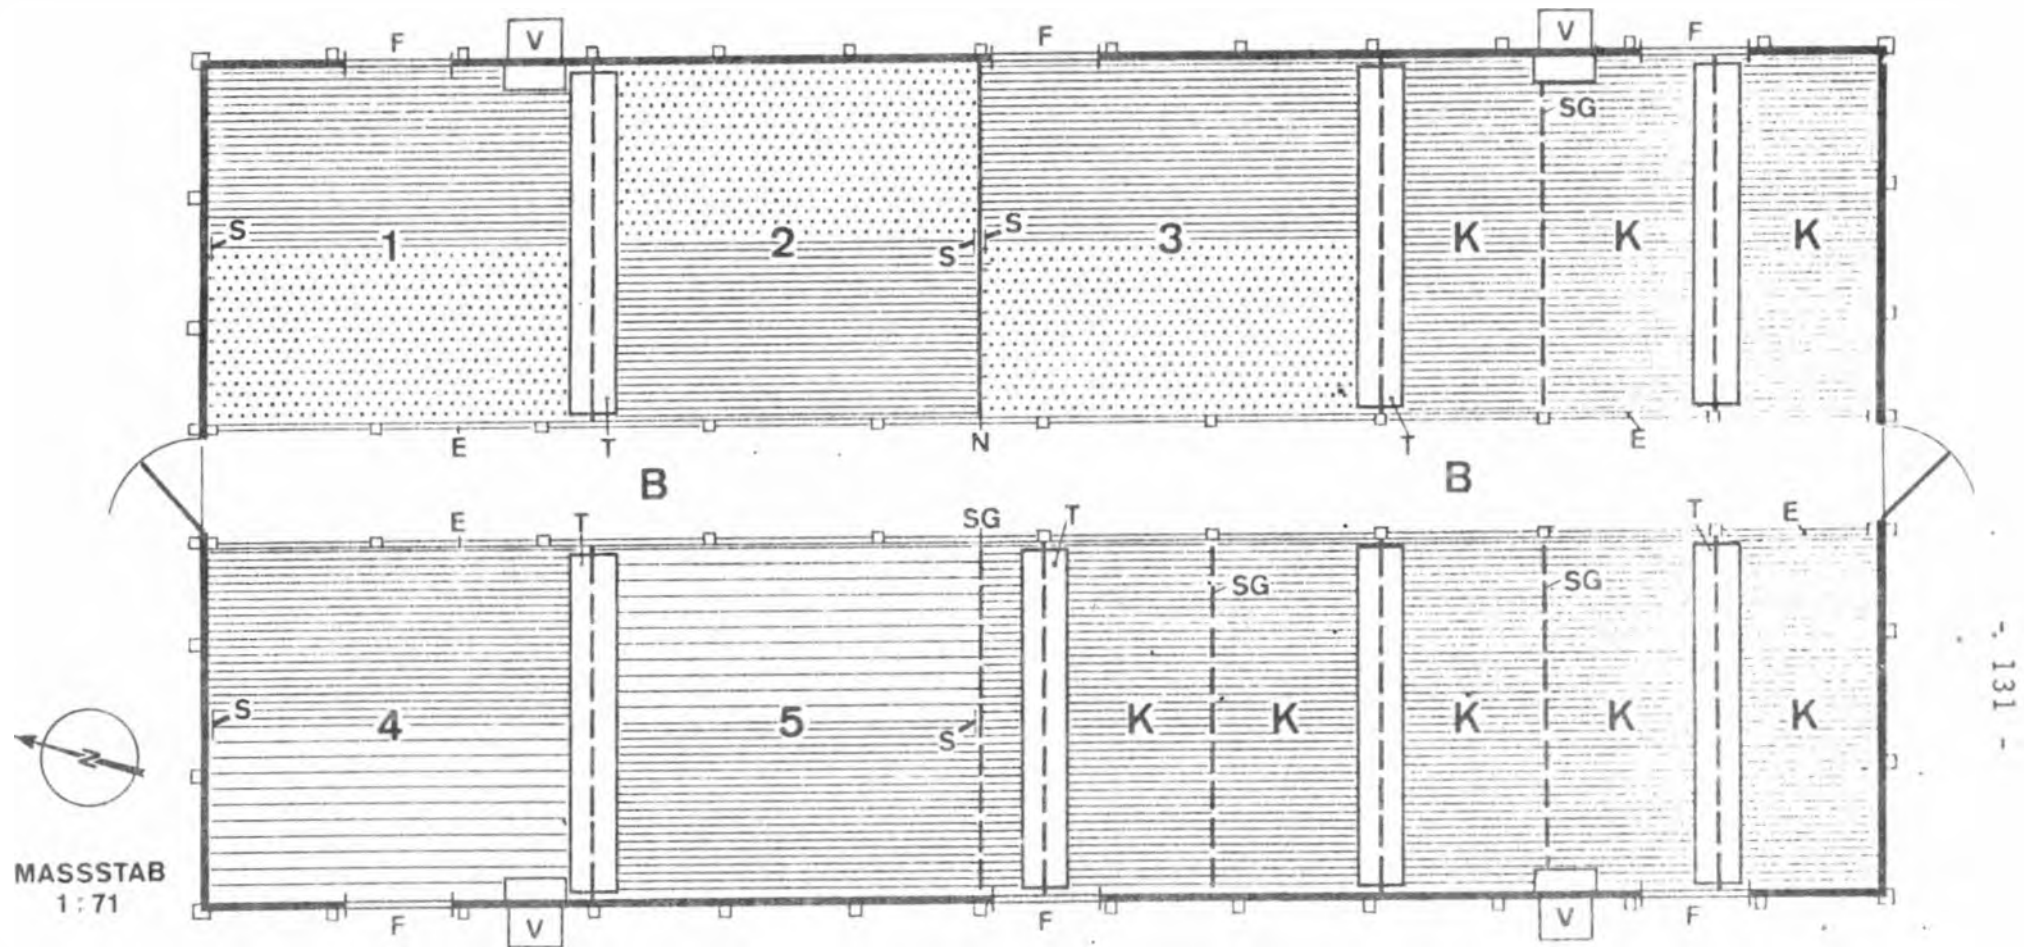 F V F V F
SG
S 1 2 S S 3 K K K
E T N T E
B B
E T SG T T E
SG SG
S 4 5 S K K K K K
N
MASSSTAB
1 : 71
F V F V F
- 131 -